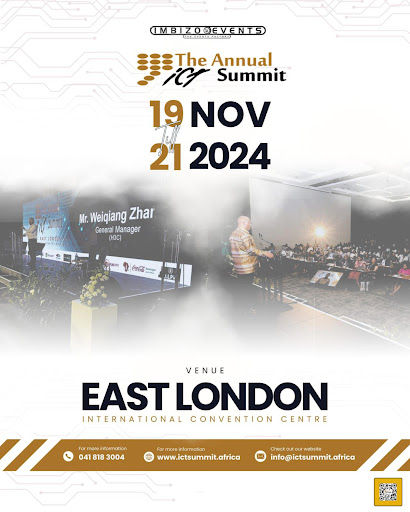 IMBIZO EVENTS
The Annual
ict Summit
19 NOV
TO
21 2024
Mr. Weiqiang Zhar
General Manager
(H3C)
VENUE
EAST LONDON
INTERNATIONAL CONVENTION CENTRE
For more information
041 818 3004
For more information
www.ictsummit.africa
Check out our website
info@ictsummit.africa